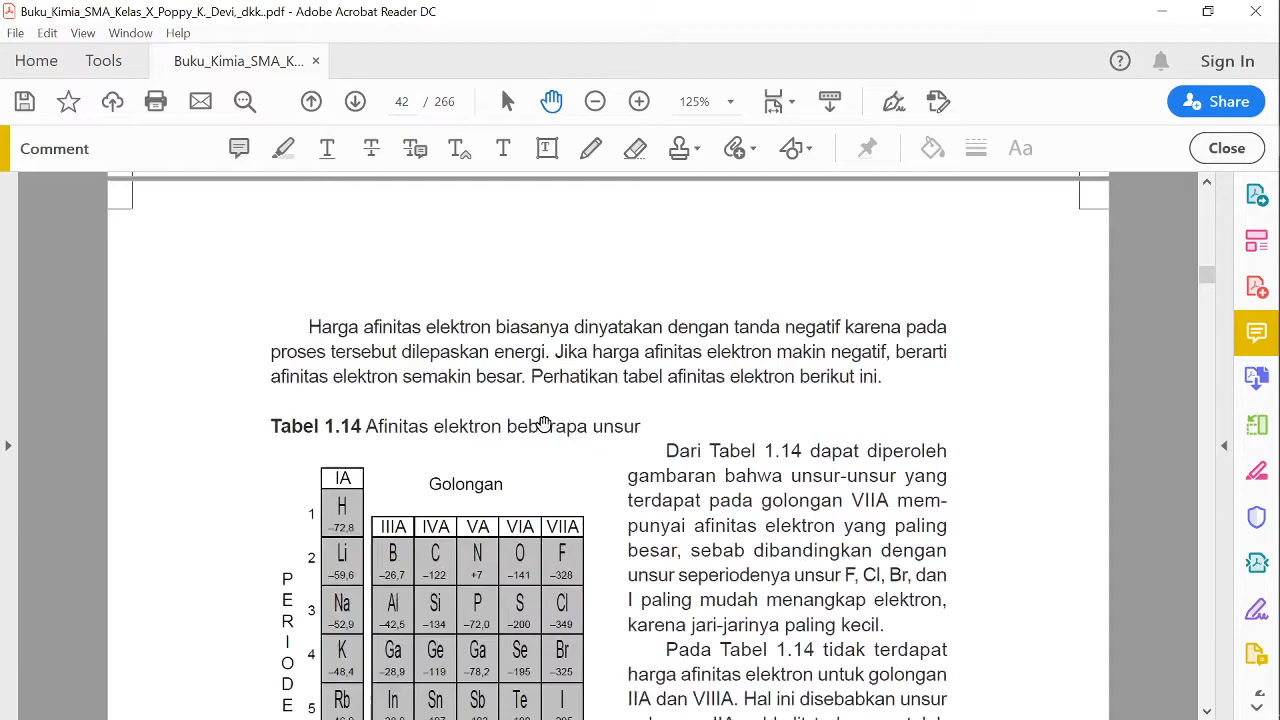 Buku_Kimia_SMA_Kelas_X_Poppy_K_Devi,_dkk..pdf - Adobe Acrobat Reader DC
File Edit View Window Help
Home Tools Buku_Kimia_SMA_K... × Sign In
42 / 266 125% Share
Comment Aa Close
Harga afinitas elektron biasanya dinyatakan dengan tanda negatif karena pada
proses tersebut dilepaskan energi. Jika harga afinitas elektron makin negatif, berarti
afinitas elektron semakin besar. Perhatikan tabel afinitas elektron berikut ini.
Tabel 1.14 Afinitas elektron beberapa unsur
IA
Golongan
H
1
–72,8
IIIA IVA VA VIA VIIA
Li B C N O F
2
–59,6 –26,7 –122 +7 –141 –328
Na Al Si P S Cl
3
–52,9 –42,5 –134 –72,0 –200 –349
K Ga Ge Ga Se Br
4
–48,4 –28,9 –119 –78,2 –195 –325
Rb In Sn Sb Te I
5
PERIODE
Dari Tabel 1.14 dapat diperoleh
gambaran bahwa unsur-unsur yang
terdapat pada golongan VIIA mem-
punyai afinitas elektron yang paling
besar, sebab dibandingkan dengan
unsur seperiodenya unsur F, Cl, Br, dan
I paling mudah menangkap elektron,
karena jari-jarinya paling kecil.
Pada Tabel 1.14 tidak terdapat
harga afinitas elektron untuk golongan
IIA dan VIIIA. Hal ini disebabkan unsur